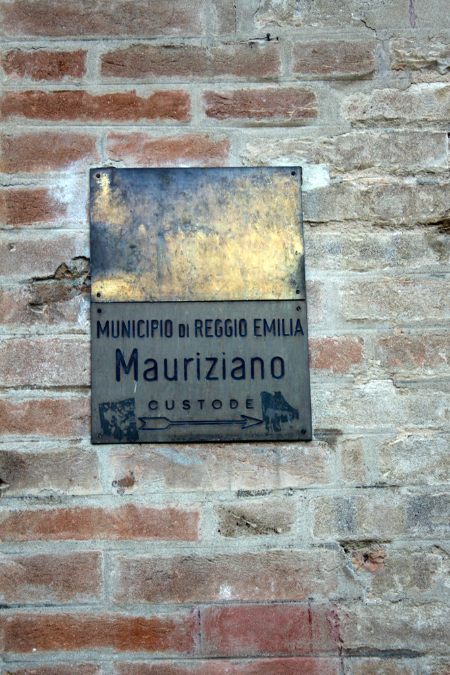 MUNICIPIO di REGGIO EMILIA
Mauriziano
CUSTODE